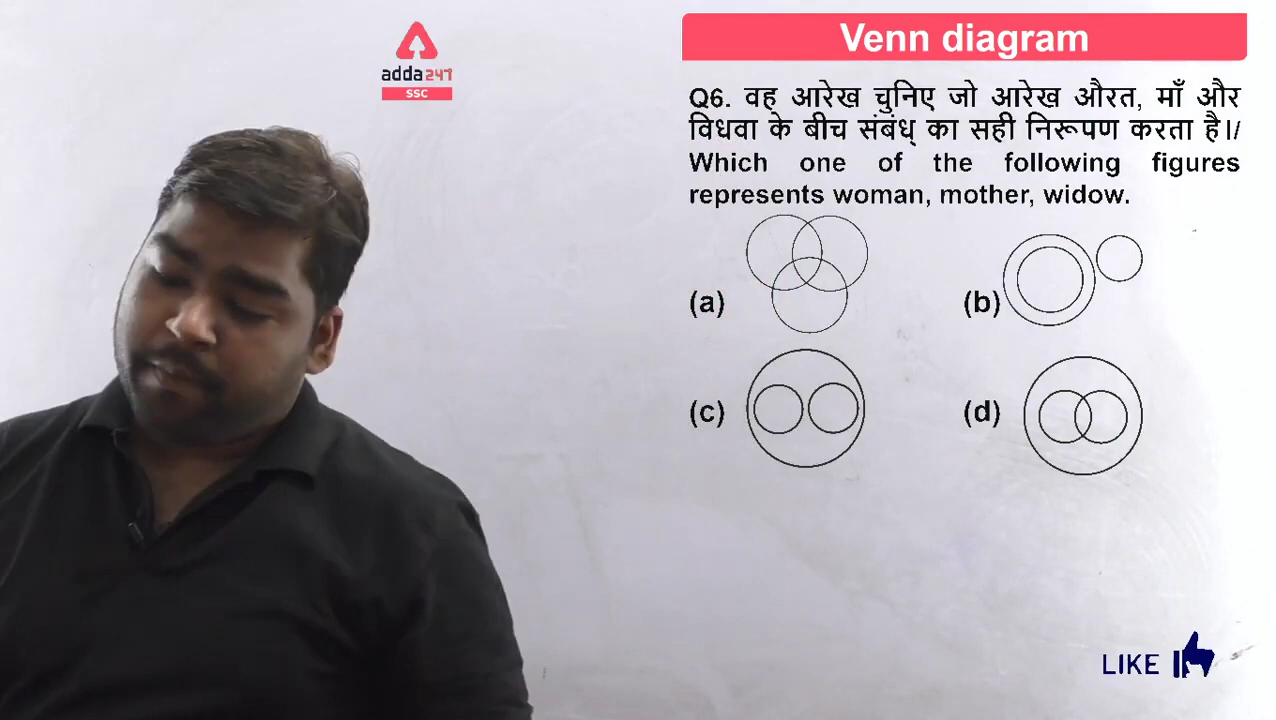 Venn diagram
adda247
SSC
Q6. वह आरेख चुनिए जो आरेख औरत, माँ और
विधवा के बीच संबंध् का सही निरूपण करता है।/
Which one of the following figures
represents woman, mother, widow.
(a)
(b)
(c)
(d)
LIKE